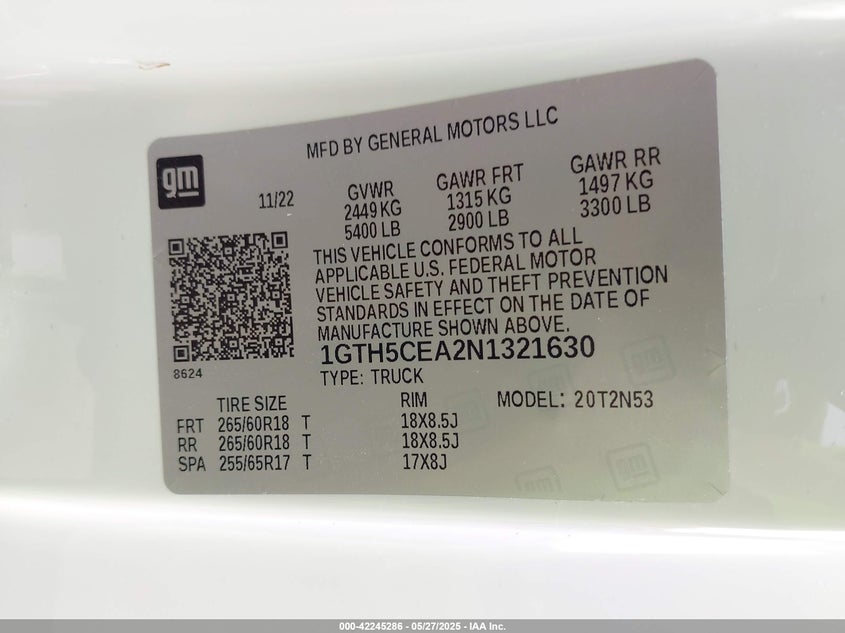 MFD BY GENERAL MOTORS LLC
gm
11/22
GVWR
2449 KG
5400 LB
GAWR FRT
1315 KG
2900 LB
GAWR RR
1497 KG
3300 LB
THIS VEHICLE CONFORMS TO ALL
APPLICABLE U.S. FEDERAL MOTOR
VEHICLE SAFETY AND THEFT PREVENTION
STANDARDS IN EFFECT ON THE DATE OF
MANUFACTURE SHOWN ABOVE.
8624
1GTH5CEA2N1321630
TYPE: TRUCK
TIRE SIZE RIM MODEL: 20T2N53
FRT 265/60R18 T 18X8.5J
RR 265/60R18 T 18X8.5J
SPA 255/65R17 T 17X8J
gm
gm
gm
gm
000-42245286 - 05/27/2025 - IAA Inc.